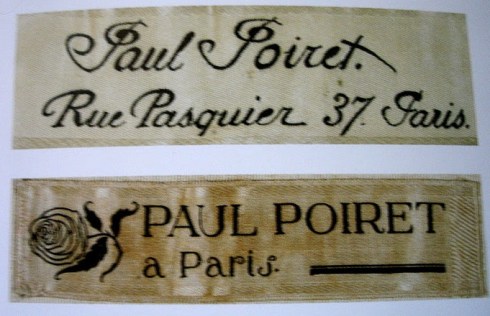 Paul Poiret.
Rue Pasquier 37. Paris.
PAUL POIRET
a Paris.